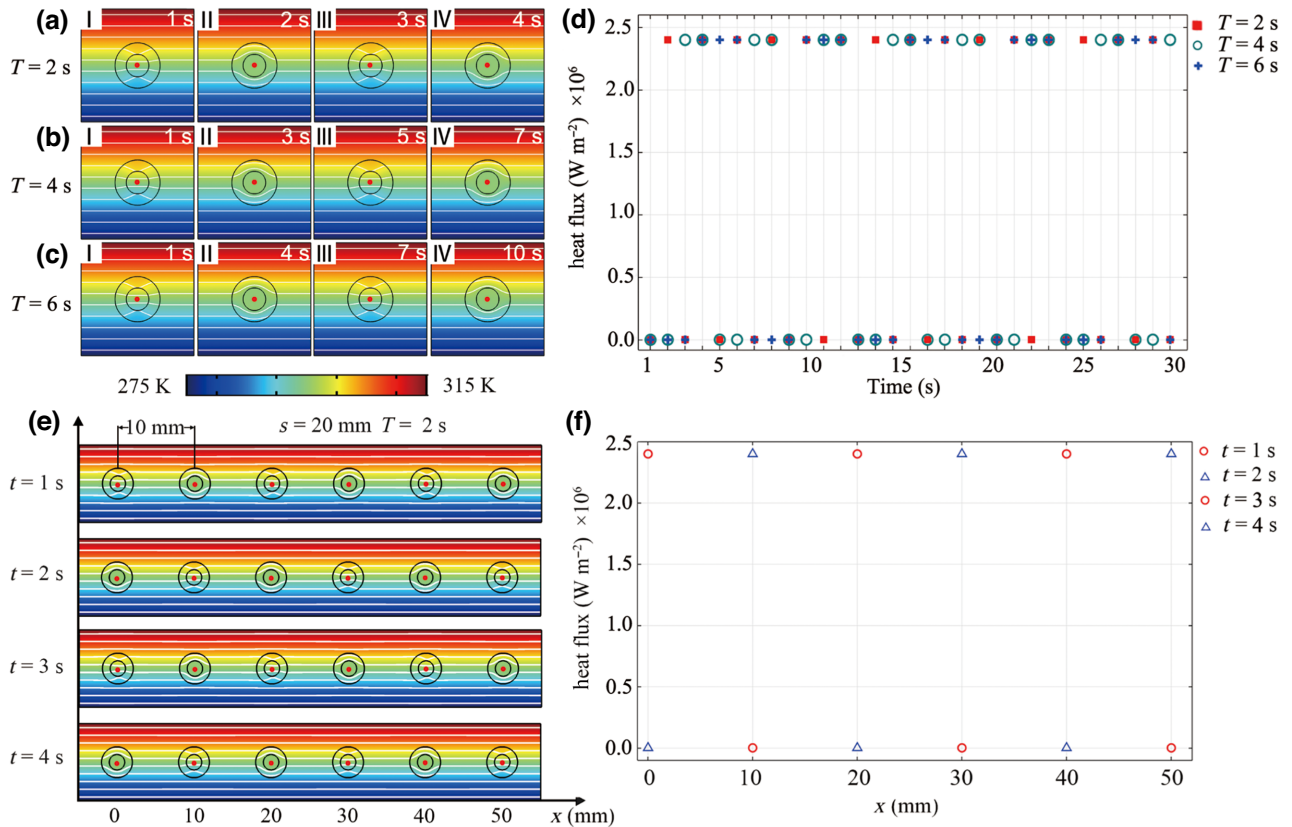 (a)
I 1 s II 2 s III 3 s IV 4 s
T = 2 s
(b)
I 1 s II 3 s III 5 s IV 7 s
T = 4 s
(c)
I 1 s II 4 s III 7 s IV 10 s
T = 6 s
275 K 315 K
(d)
heat flux (W m⁻²) ×10⁶
2.5
2.0
1.5
1.0
0.5
0.0
1 5 10 15 20 25 30
Time (s)
T = 2 s
T = 4 s
T = 6 s
(e)
10 mm s = 20 mm T = 2 s
t = 1 s
t = 2 s
t = 3 s
t = 4 s
0 10 20 30 40 50 x (mm)
(f)
heat flux (W m⁻²) ×10⁶
2.5
2.0
1.5
1.0
0.5
0.0
0 10 20 30 40 50
x (mm)
t = 1 s
t = 2 s
t = 3 s
t = 4 s